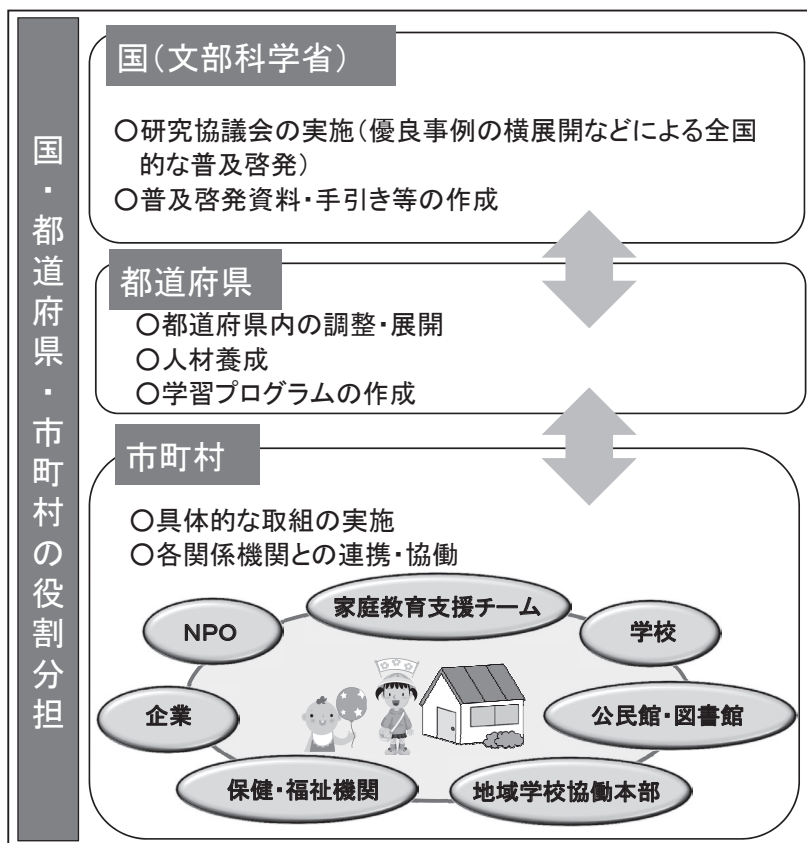 国・都道府県・市町村の役割分担
国(文部科学省)
○研究協議会の実施(優良事例の横展開などによる全国
的な普及啓発)
○普及啓発資料・手引き等の作成
都道府県
○都道府県内の調整・展開
○人材養成
○学習プログラムの作成
市町村
○具体的な取組の実施
○各関係機関との連携・協働
家庭教育支援チーム
NPO
学校
企業
公民館・図書館
保健・福祉機関
地域学校協働本部